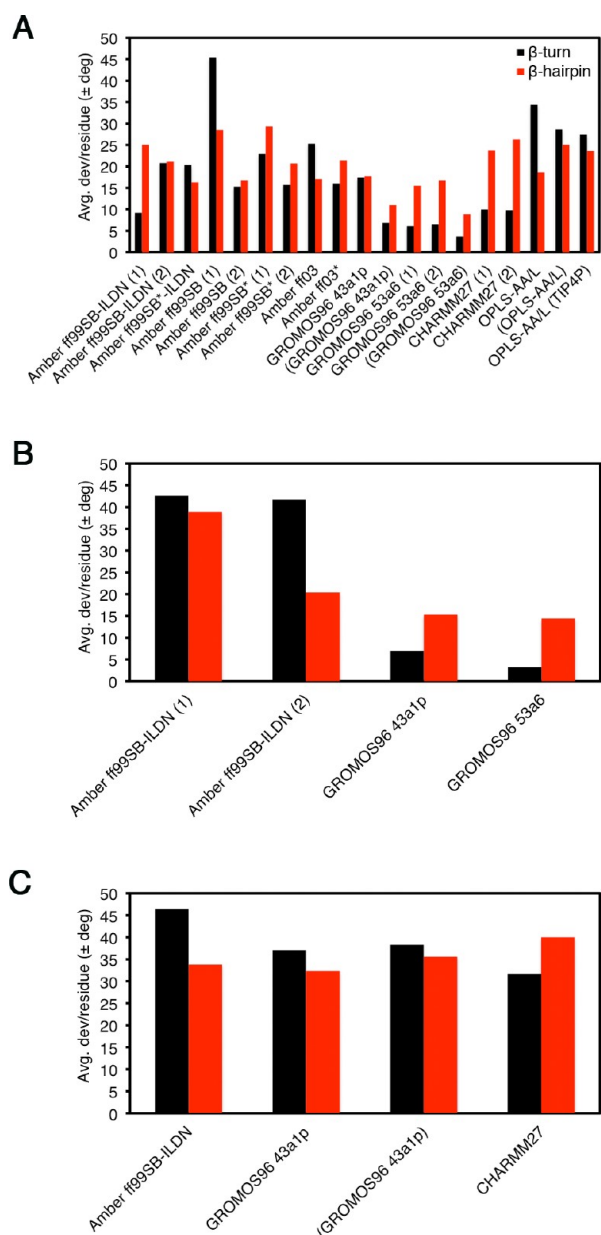 A
Avg. dev/residue (± deg)
50
45
40
35
30
25
20
15
10
5
0
β-turn
β-hairpin
Amber ff99SB-ILDN (1)
Amber ff99SB-ILDN (2)
Amber ff99SB*-ILDN
Amber ff99SB (1)
Amber ff99SB (2)
Amber ff99SB* (1)
Amber ff99SB* (2)
Amber ff03
Amber ff03*
GROMOS96 43a1p
(GROMOS96 43a1p)
GROMOS96 53a6 (1)
GROMOS96 53a6 (2)
(GROMOS96 53a6)
CHARMM27 (1)
CHARMM27 (2)
OPLS-AA/L
(OPLS-AA/L)
OPLS-AA/L (TIP4P)
B
Avg. dev/residue (± deg)
50
45
40
35
30
25
20
15
10
5
0
Amber ff99SB-ILDN (1)
Amber ff99SB-ILDN (2)
GROMOS96 43a1p
GROMOS96 53a6
C
Avg. dev/residue (± deg)
50
45
40
35
30
25
20
15
10
5
0
Amber ff99SB-ILDN
GROMOS96 43a1p
(GROMOS96 43a1p)
CHARMM27